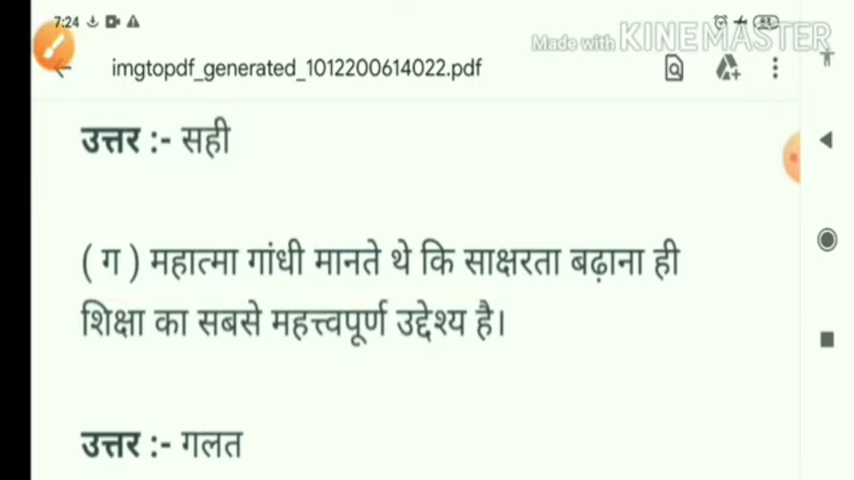 7:24
Made with KINEMASTER
imgtopdf_generated_1012200614022.pdf
उत्तर :- सही
( ग ) महात्मा गांधी मानते थे कि साक्षरता बढ़ाना ही
शिक्षा का सबसे महत्त्वपूर्ण उद्देश्य है।
उत्तर :- गलत